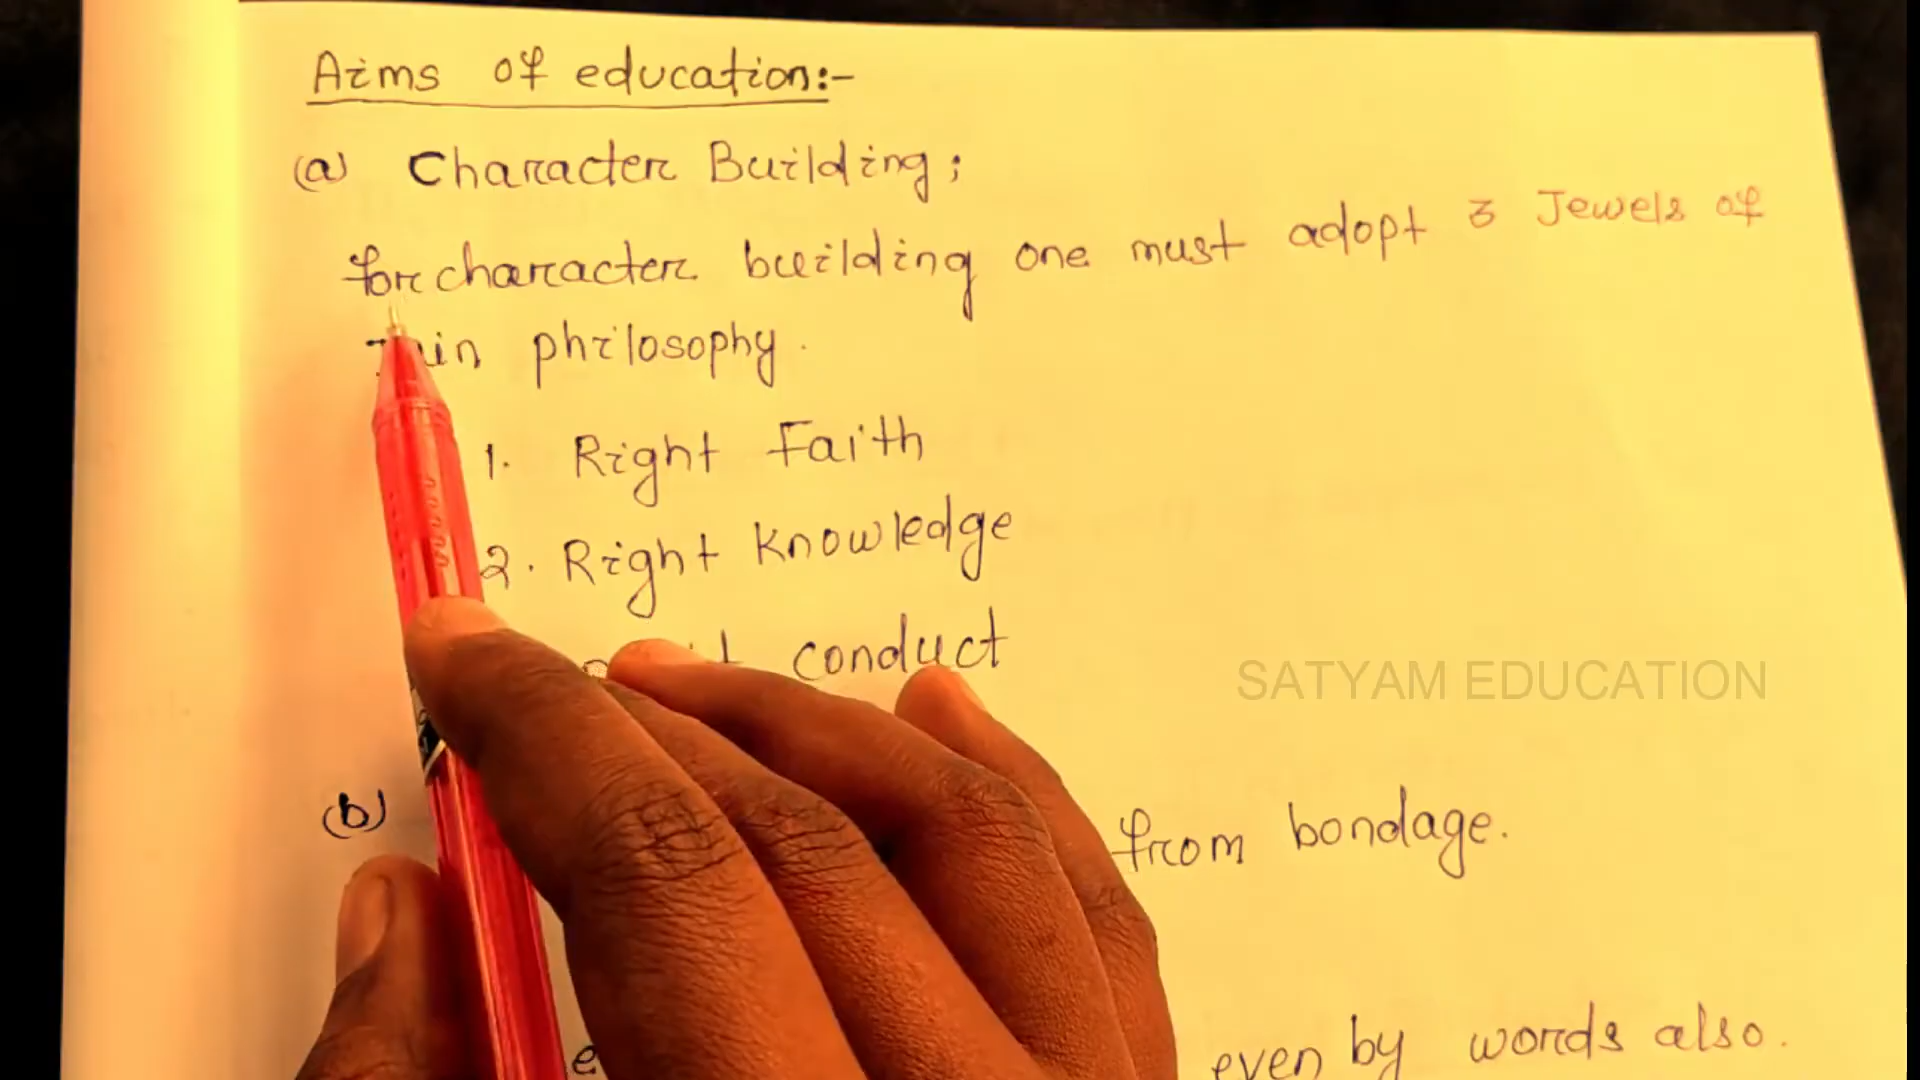 Aims of education:-
(a) Character Building;
for character building one must adopt 3 Jewels of
philosophy.
1. Right Faith
2. Right knowledge
conduct
SATYAM EDUCATION
(b) from bondage.
even by words also.